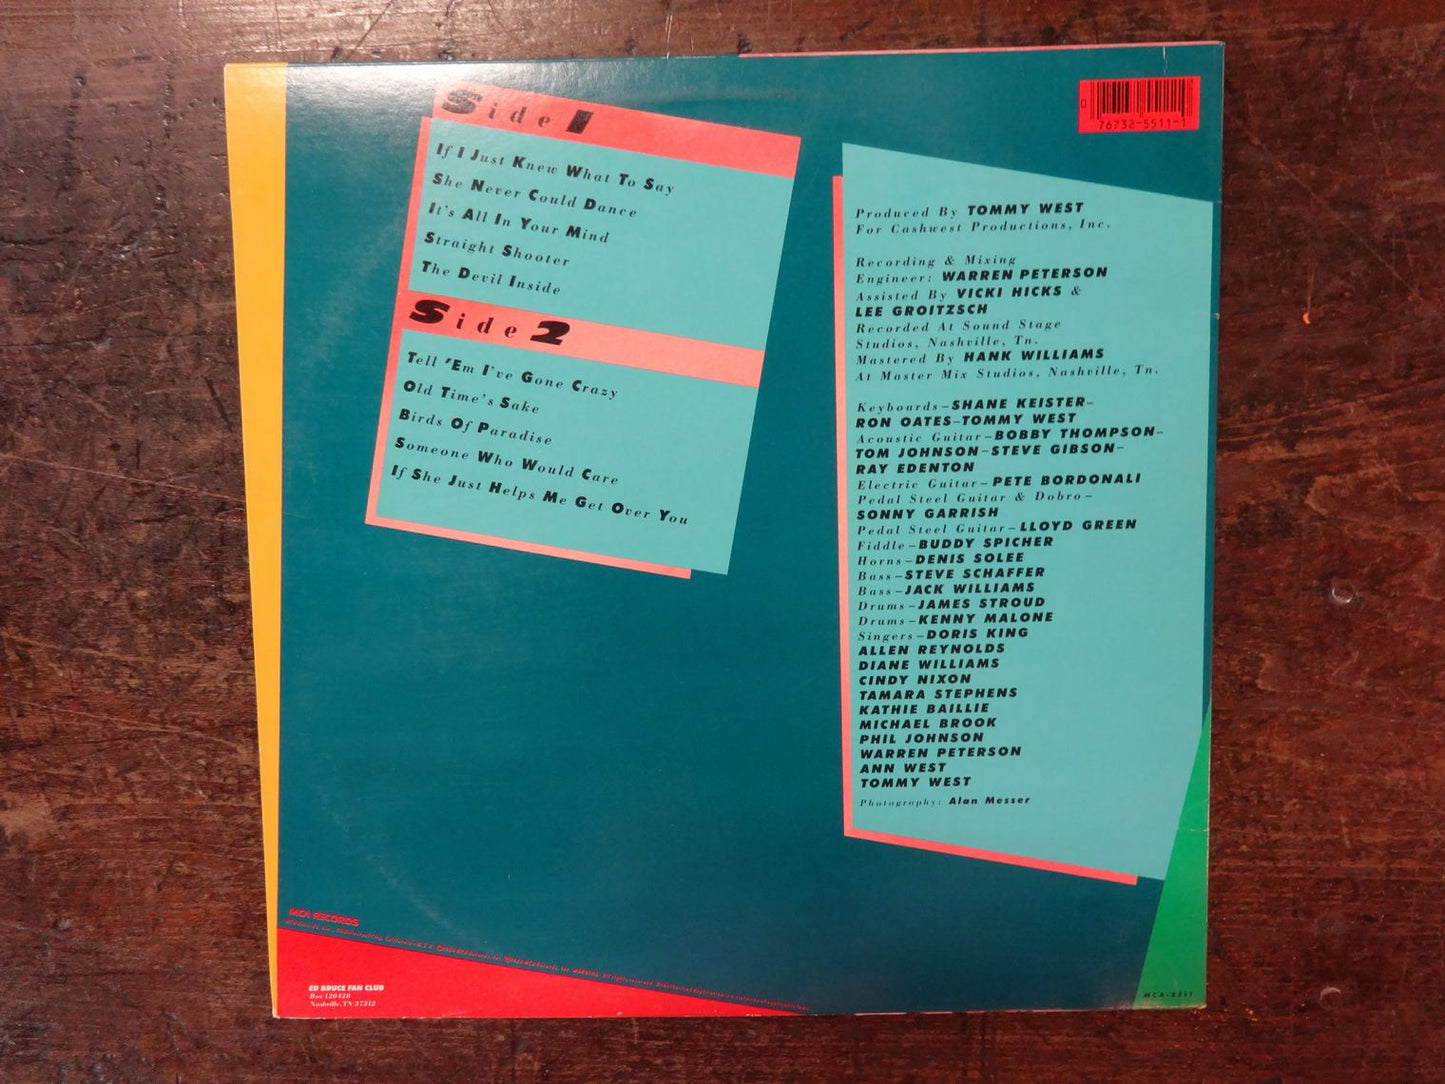 Side 1
If I Just Knew What To Say
She Never Could Dance
It's All In Your Mind
Straight Shooter
The Devil Inside
Side 2
Tell 'Em I've Gone Crazy
Old Time's Sake
Birds Of Paradise
Someone Who Would Care
If She Just Helps Me Get Over You
0
76732-5511-1
Produced By TOMMY WEST
For Cashwest Productions, Inc.
Recording & Mixing
Engineer: WARREN PETERSON
Assisted By VICKI HICKS &
LEE GROITZSCH
Recorded At Sound Stage
Studios, Nashville, Tn.
Mastered By HANK WILLIAMS
At Master Mix Studios, Nashville, Tn.
Keyboards–SHANE KEISTER–
RON OATES–TOMMY WEST
Acoustic Guitar–BOBBY THOMPSON–
TOM JOHNSON–STEVE GIBSON–
RAY EDENTON
Electric Guitar–PETE BORDONALI
Pedal Steel Guitar & Dobro–
SONNY GARRISH
Pedal Steel Guitar–LLOYD GREEN
Fiddle–BUDDY SPICHER
Horns–DENIS SOLEE
Bass–STEVE SCHAFFER
Bass–JACK WILLIAMS
Drums–JAMES STROUD
Drums–KENNY MALONE
Singers–DORIS KING
ALLEN REYNOLDS
DIANE WILLIAMS
CINDY NIXON
TAMARA STEPHENS
KATHIE BAILLIE
MICHAEL BROOK
PHIL JOHNSON
WARREN PETERSON
ANN WEST
TOMMY WEST
Photography: Alan Messer
MCA RECORDS
ED BRUCE FAN CLUB
Box 120428
Nashville, TN 37212
MCA-5511